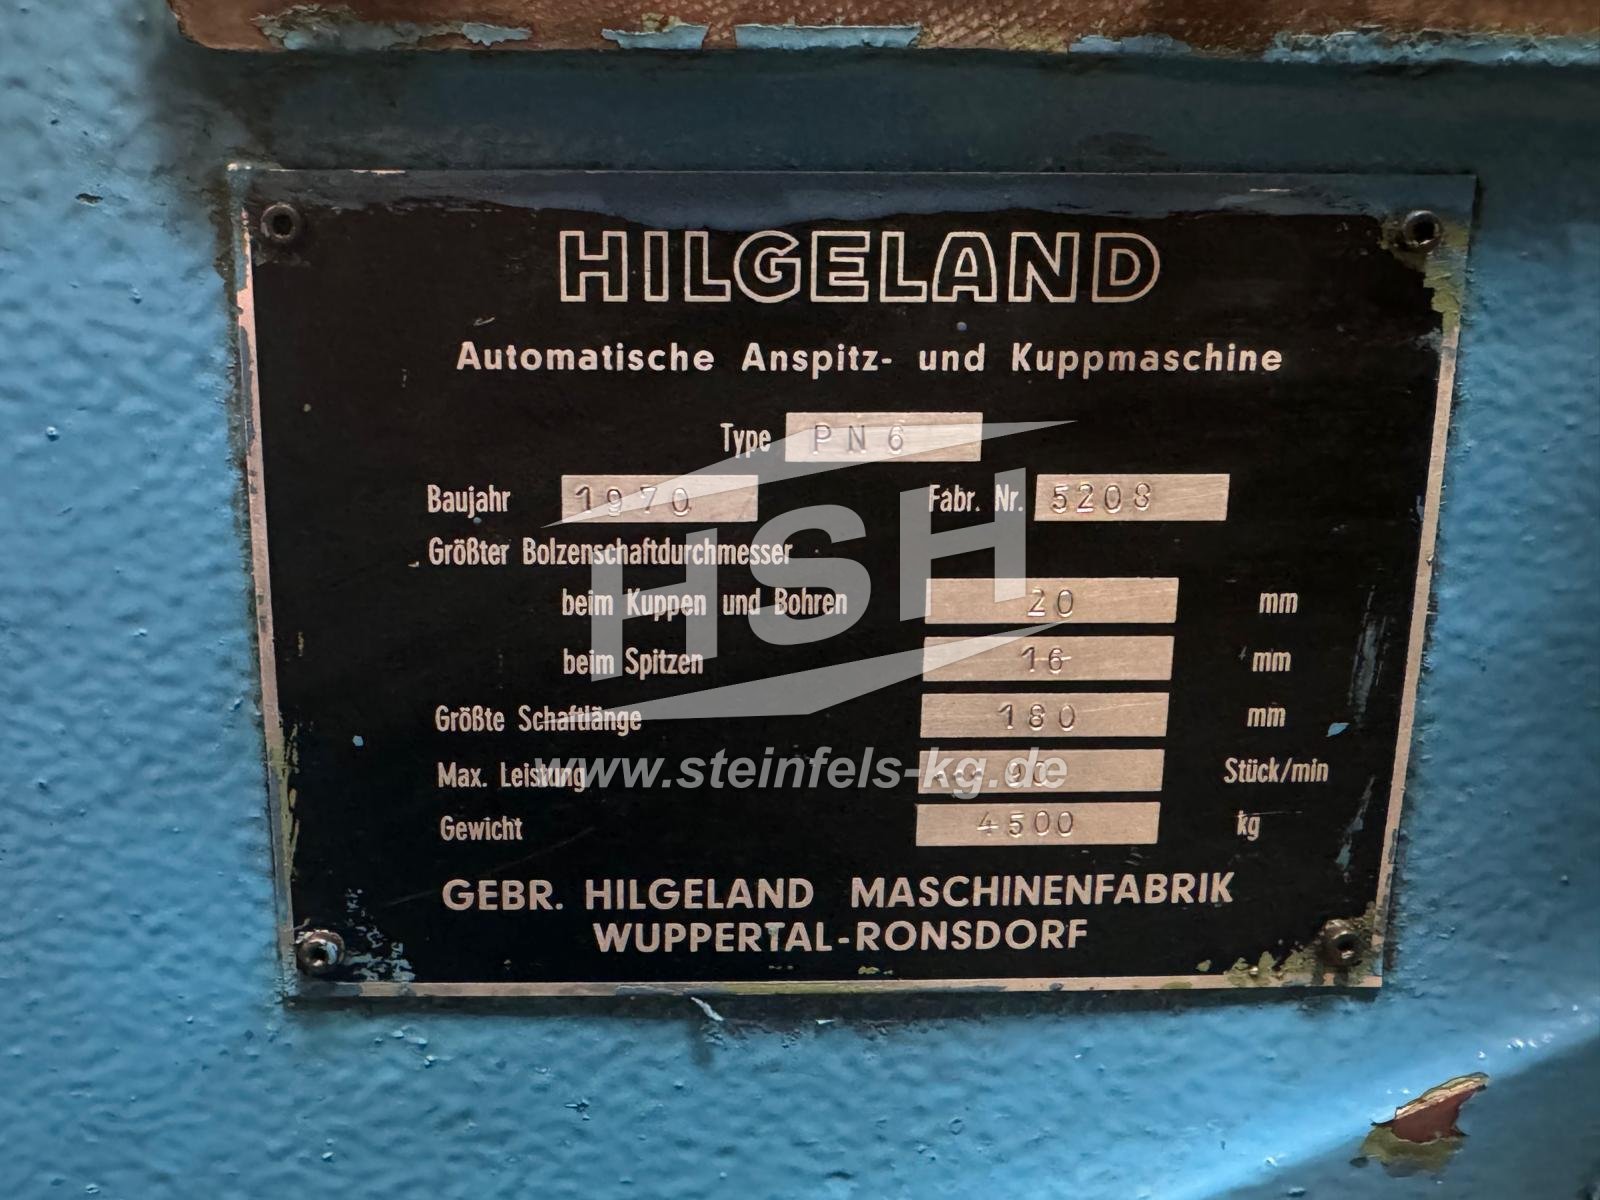 HILGELAND
Automatische Anspitz- und Kuppmaschine
Type PN6
Baujahr 1970 Fabr. Nr. 5208
Größter Bolzenschaftdurchmesser
beim Kuppen und Bohren 20 mm
beim Spitzen 16 mm
Größte Schaftlänge 180 mm
Max. Leistung 90 Stück/min
Gewicht 4500 kg
GEBR. HILGELAND MASCHINENFABRIK
WUPPERTAL-RONSDORF
HSH
www.steinfels-kg.de